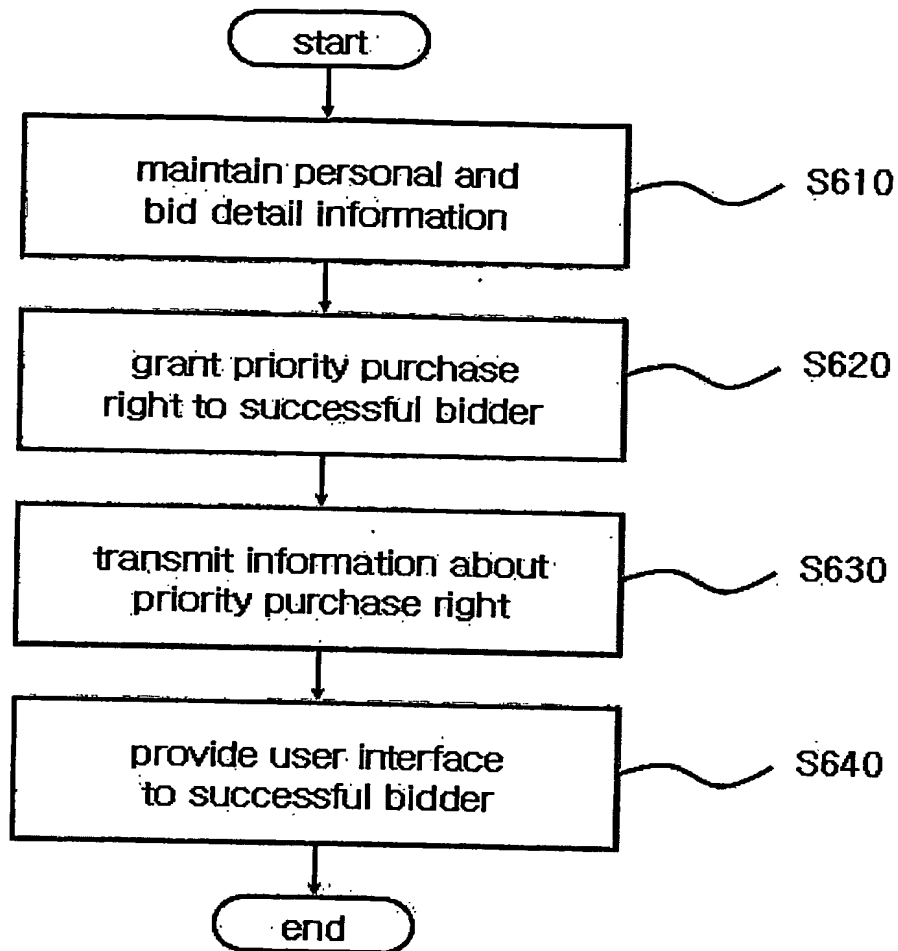 start
maintain personal and
bid detail information
S610
grant priority purchase
right to successful bidder
S620
transmit information about
priority purchase right
S630
provide user interface
to successful bidder
S640
end